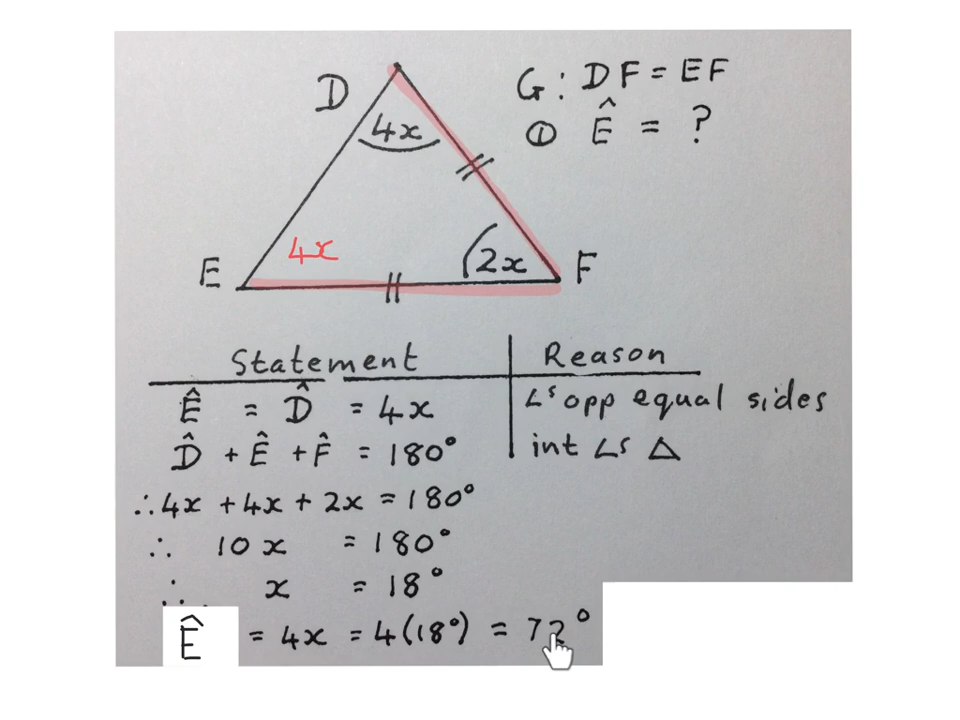 D
G : DF = EF
4x
① Ê = ?
E
4x
2x
F
Statement
Reason
Ê = D̂ = 4x
∠s opp equal sides
D̂ + Ê + F̂ = 180°
int ∠s △
∴ 4x + 4x + 2x = 180°
∴ 10x = 180°
∴ x = 18°
Ê = 4x = 4(18°) = 72°